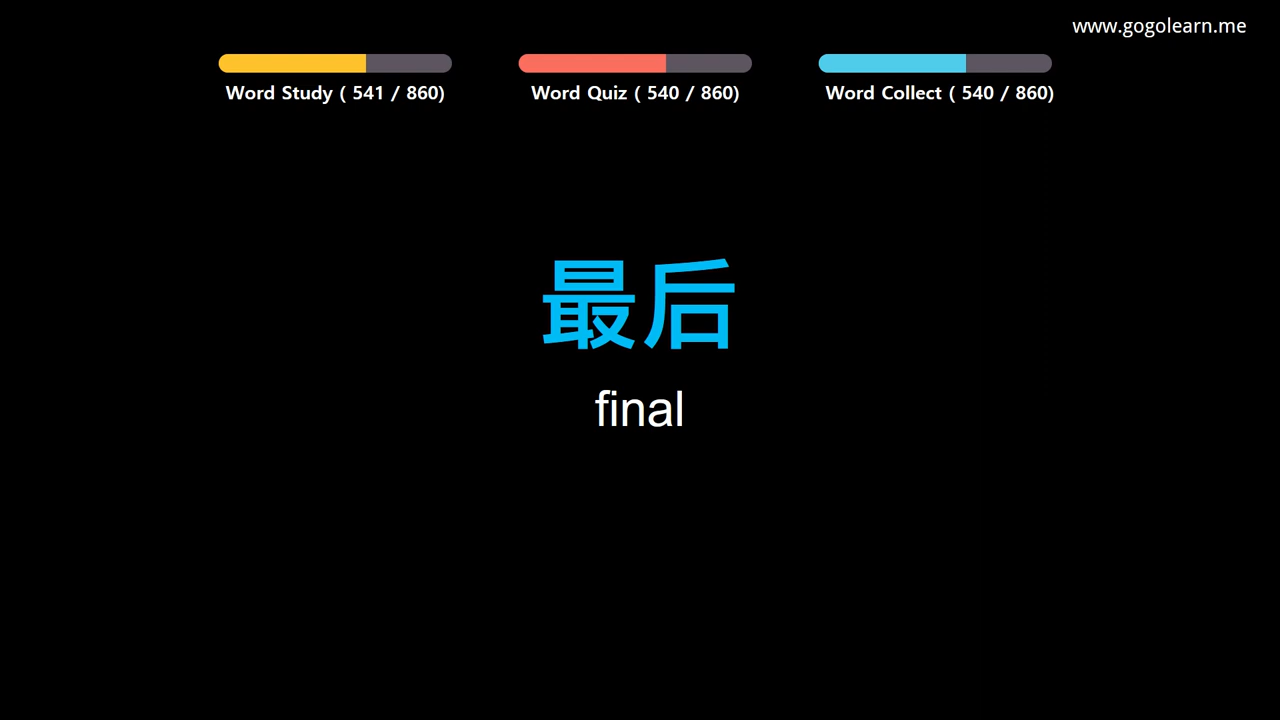 www.gogolearn.me
Word Study ( 541 / 860)
Word Quiz ( 540 / 860)
Word Collect ( 540 / 860)
最后
final